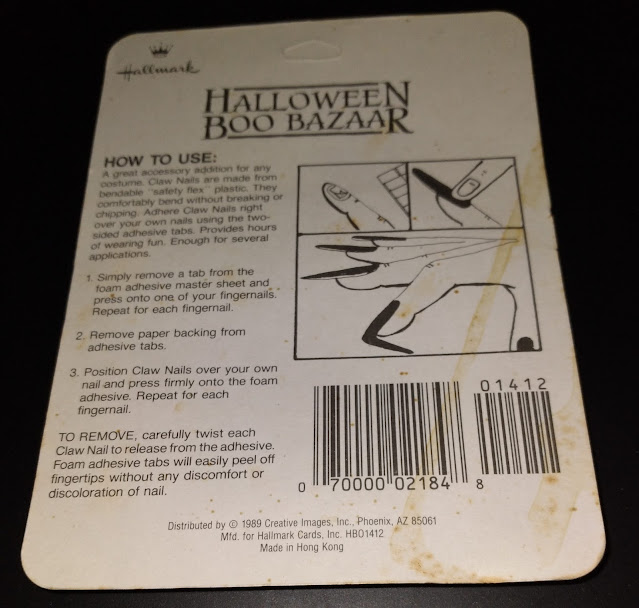 Hallmark
HALLOWEEN
BOO BAZAAR
HOW TO USE:
A great accessory addition for any
costume. Claw Nails are made from
bendable "safety flex" plastic. They
comfortably bend without breaking or
chipping. Adhere Claw Nails right
over your own nails using the two-
sided adhesive tabs. Provides hours
of wearing fun. Enough for several
applications.
1. Simply remove a tab from the
foam adhesive master sheet and
press onto one of your fingernails.
Repeat for each fingernail.
2. Remove paper backing from
adhesive tabs.
3. Position Claw Nails over your own
nail and press firmly onto the foam
adhesive. Repeat for each
fingernail.
TO REMOVE, carefully twist each
Claw Nail to release from the adhesive.
Foam adhesive tabs will easily peel off
fingertips without any discomfort or
discoloration of nail.
01412
0 70000 02184 8
Distributed by © 1989 Creative Images, Inc., Phoenix, AZ 85061
Mfd. for Hallmark Cards, Inc. HBO1412
Made in Hong Kong